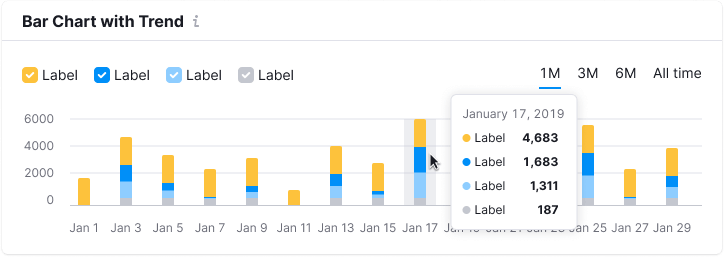 Bar Chart with Trend i
Label Label Label Label
1M 3M 6M All time
6000
4000
2000
0
January 17, 2019
Label 4,683
Label 1,683
Label 1,311
Label 187
Jan 1 Jan 3 Jan 5 Jan 7 Jan 9 Jan 11 Jan 13 Jan 15 Jan 17 Jan 25 Jan 27 Jan 29